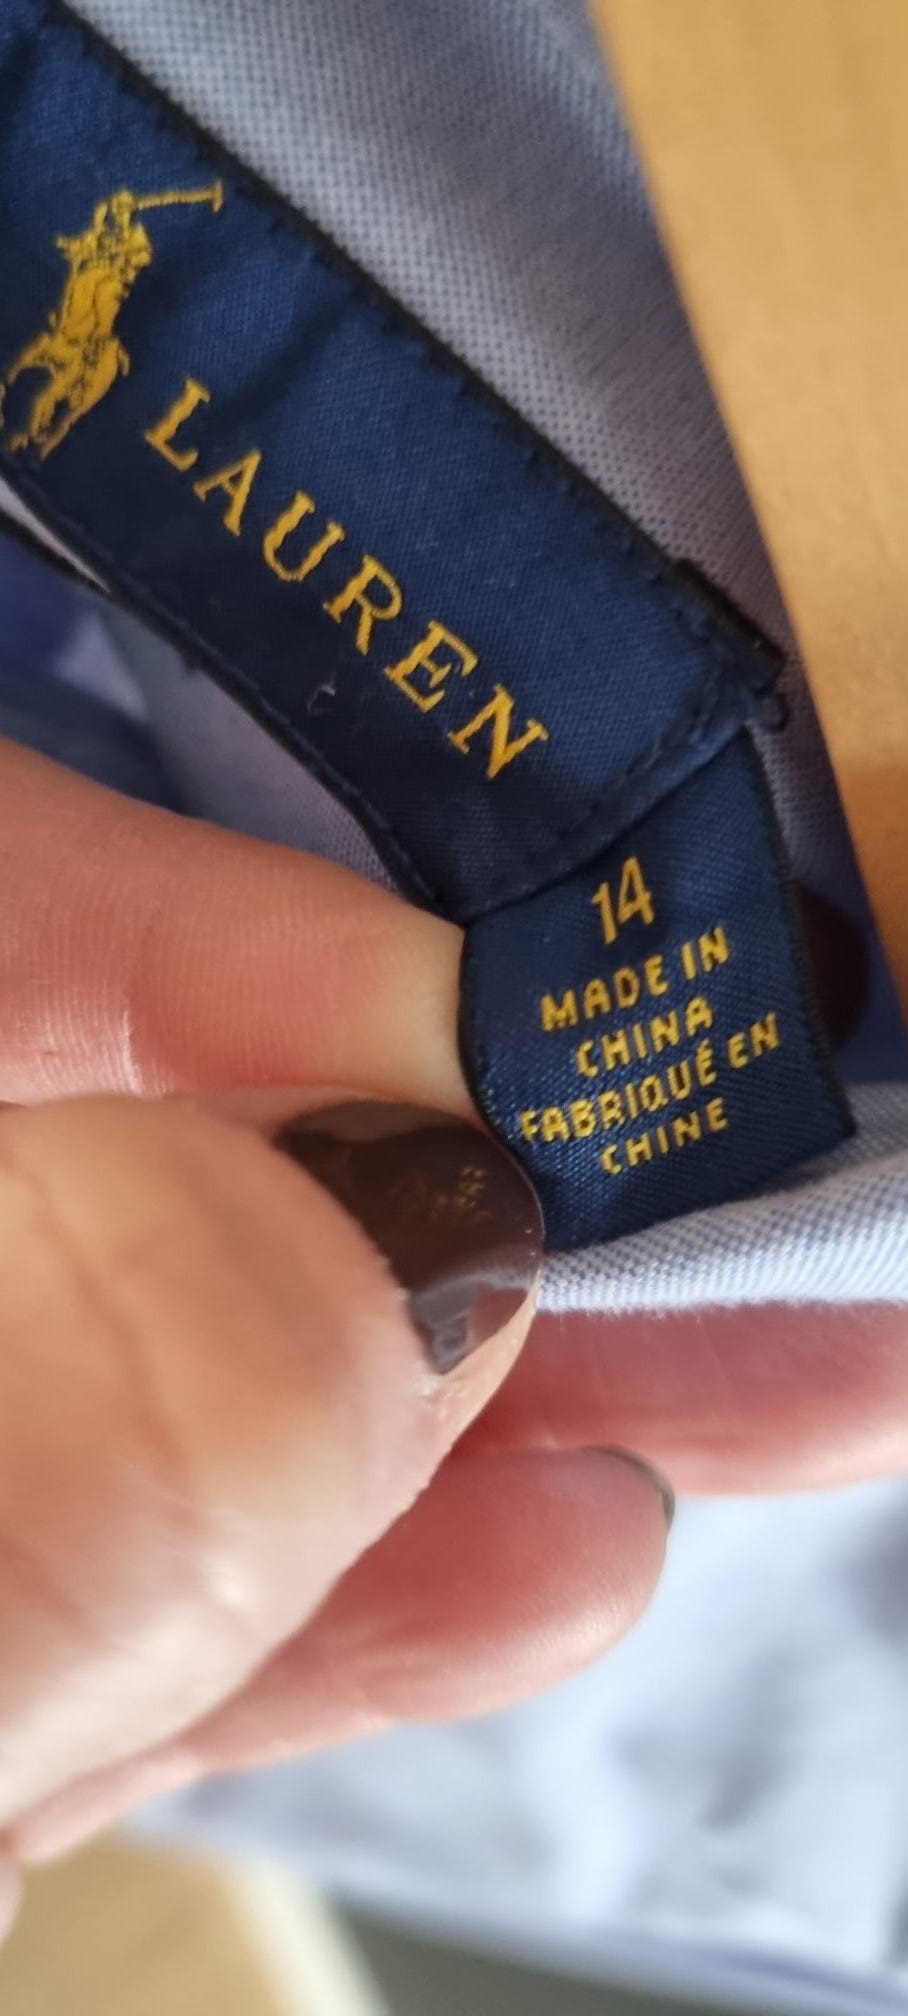 LAUREN
14
MADE IN
CHINA
FABRIQUÉ EN
CHINE